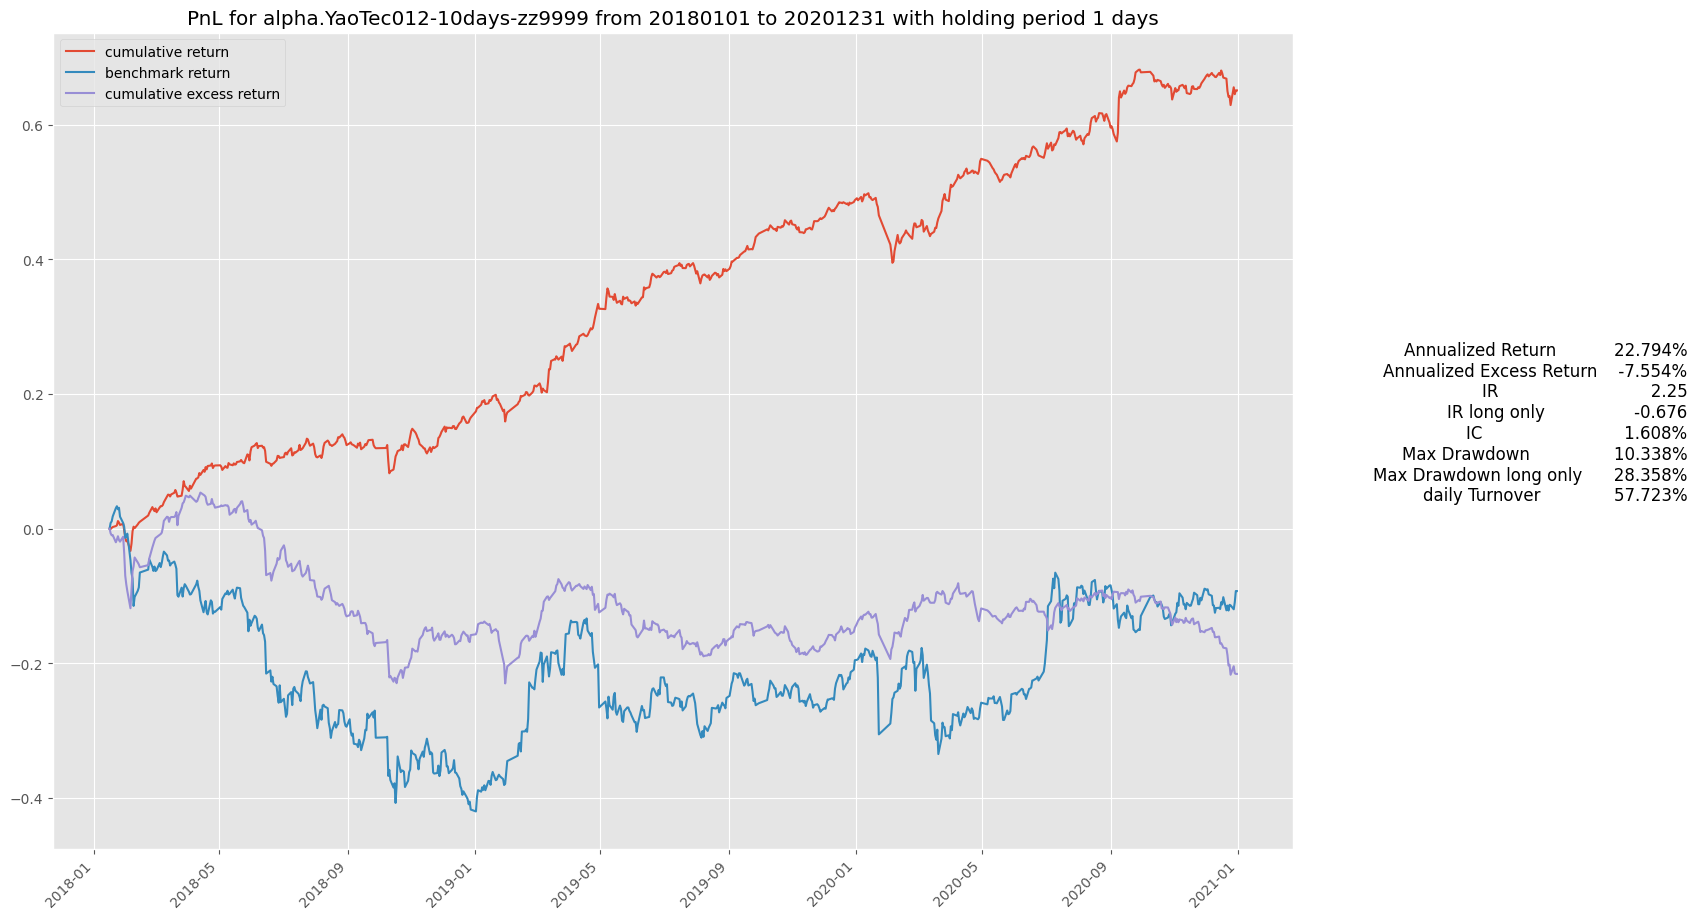 PnL for alpha.YaoTec012-10days-zz9999 from 20180101 to 20201231 with holding period 1 days
cumulative return
benchmark return
cumulative excess return
0.6
0.4
0.2
0.0
−0.2
−0.4
2018-01
2018-05
2018-09
2019-01
2019-05
2019-09
2020-01
2020-05
2020-09
2021-01
Annualized Return 22.794%
Annualized Excess Return -7.554%
IR 2.25
IR long only -0.676
IC 1.608%
Max Drawdown 10.338%
Max Drawdown long only 28.358%
daily Turnover 57.723%